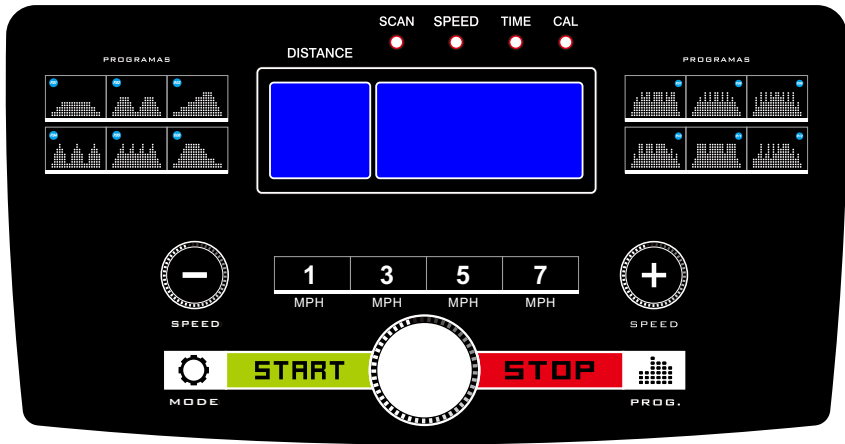 SCAN SPEED TIME CAL
DISTANCE
PROGRAMAS
PROGRAMAS
1 3 5 7
MPH MPH MPH MPH
SPEED
SPEED
START STOP
MODE
PROG.